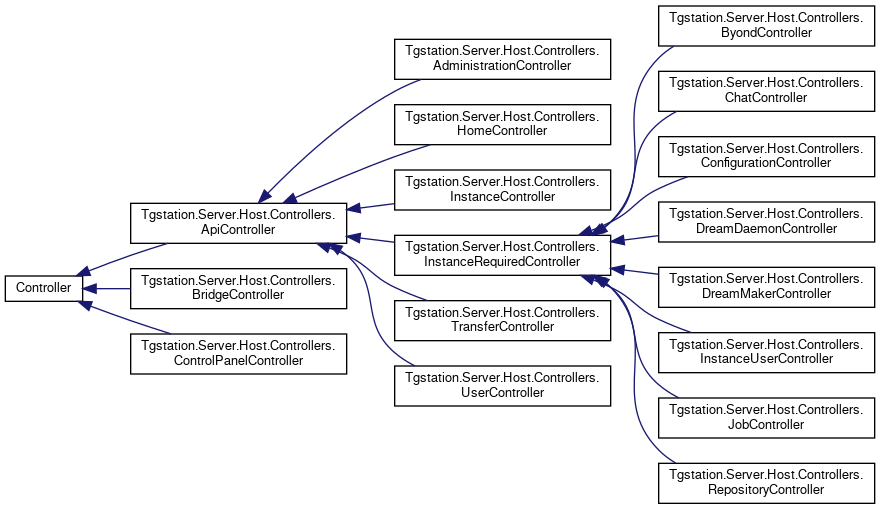 Controller
Tgstation.Server.Host.Controllers.
ApiController
Tgstation.Server.Host.Controllers.
BridgeController
Tgstation.Server.Host.Controllers.
ControlPanelController
Tgstation.Server.Host.Controllers.
AdministrationController
Tgstation.Server.Host.Controllers.
HomeController
Tgstation.Server.Host.Controllers.
InstanceController
Tgstation.Server.Host.Controllers.
InstanceRequiredController
Tgstation.Server.Host.Controllers.
TransferController
Tgstation.Server.Host.Controllers.
UserController
Tgstation.Server.Host.Controllers.
ByondController
Tgstation.Server.Host.Controllers.
ChatController
Tgstation.Server.Host.Controllers.
ConfigurationController
Tgstation.Server.Host.Controllers.
DreamDaemonController
Tgstation.Server.Host.Controllers.
DreamMakerController
Tgstation.Server.Host.Controllers.
InstanceUserController
Tgstation.Server.Host.Controllers.
JobController
Tgstation.Server.Host.Controllers.
RepositoryController